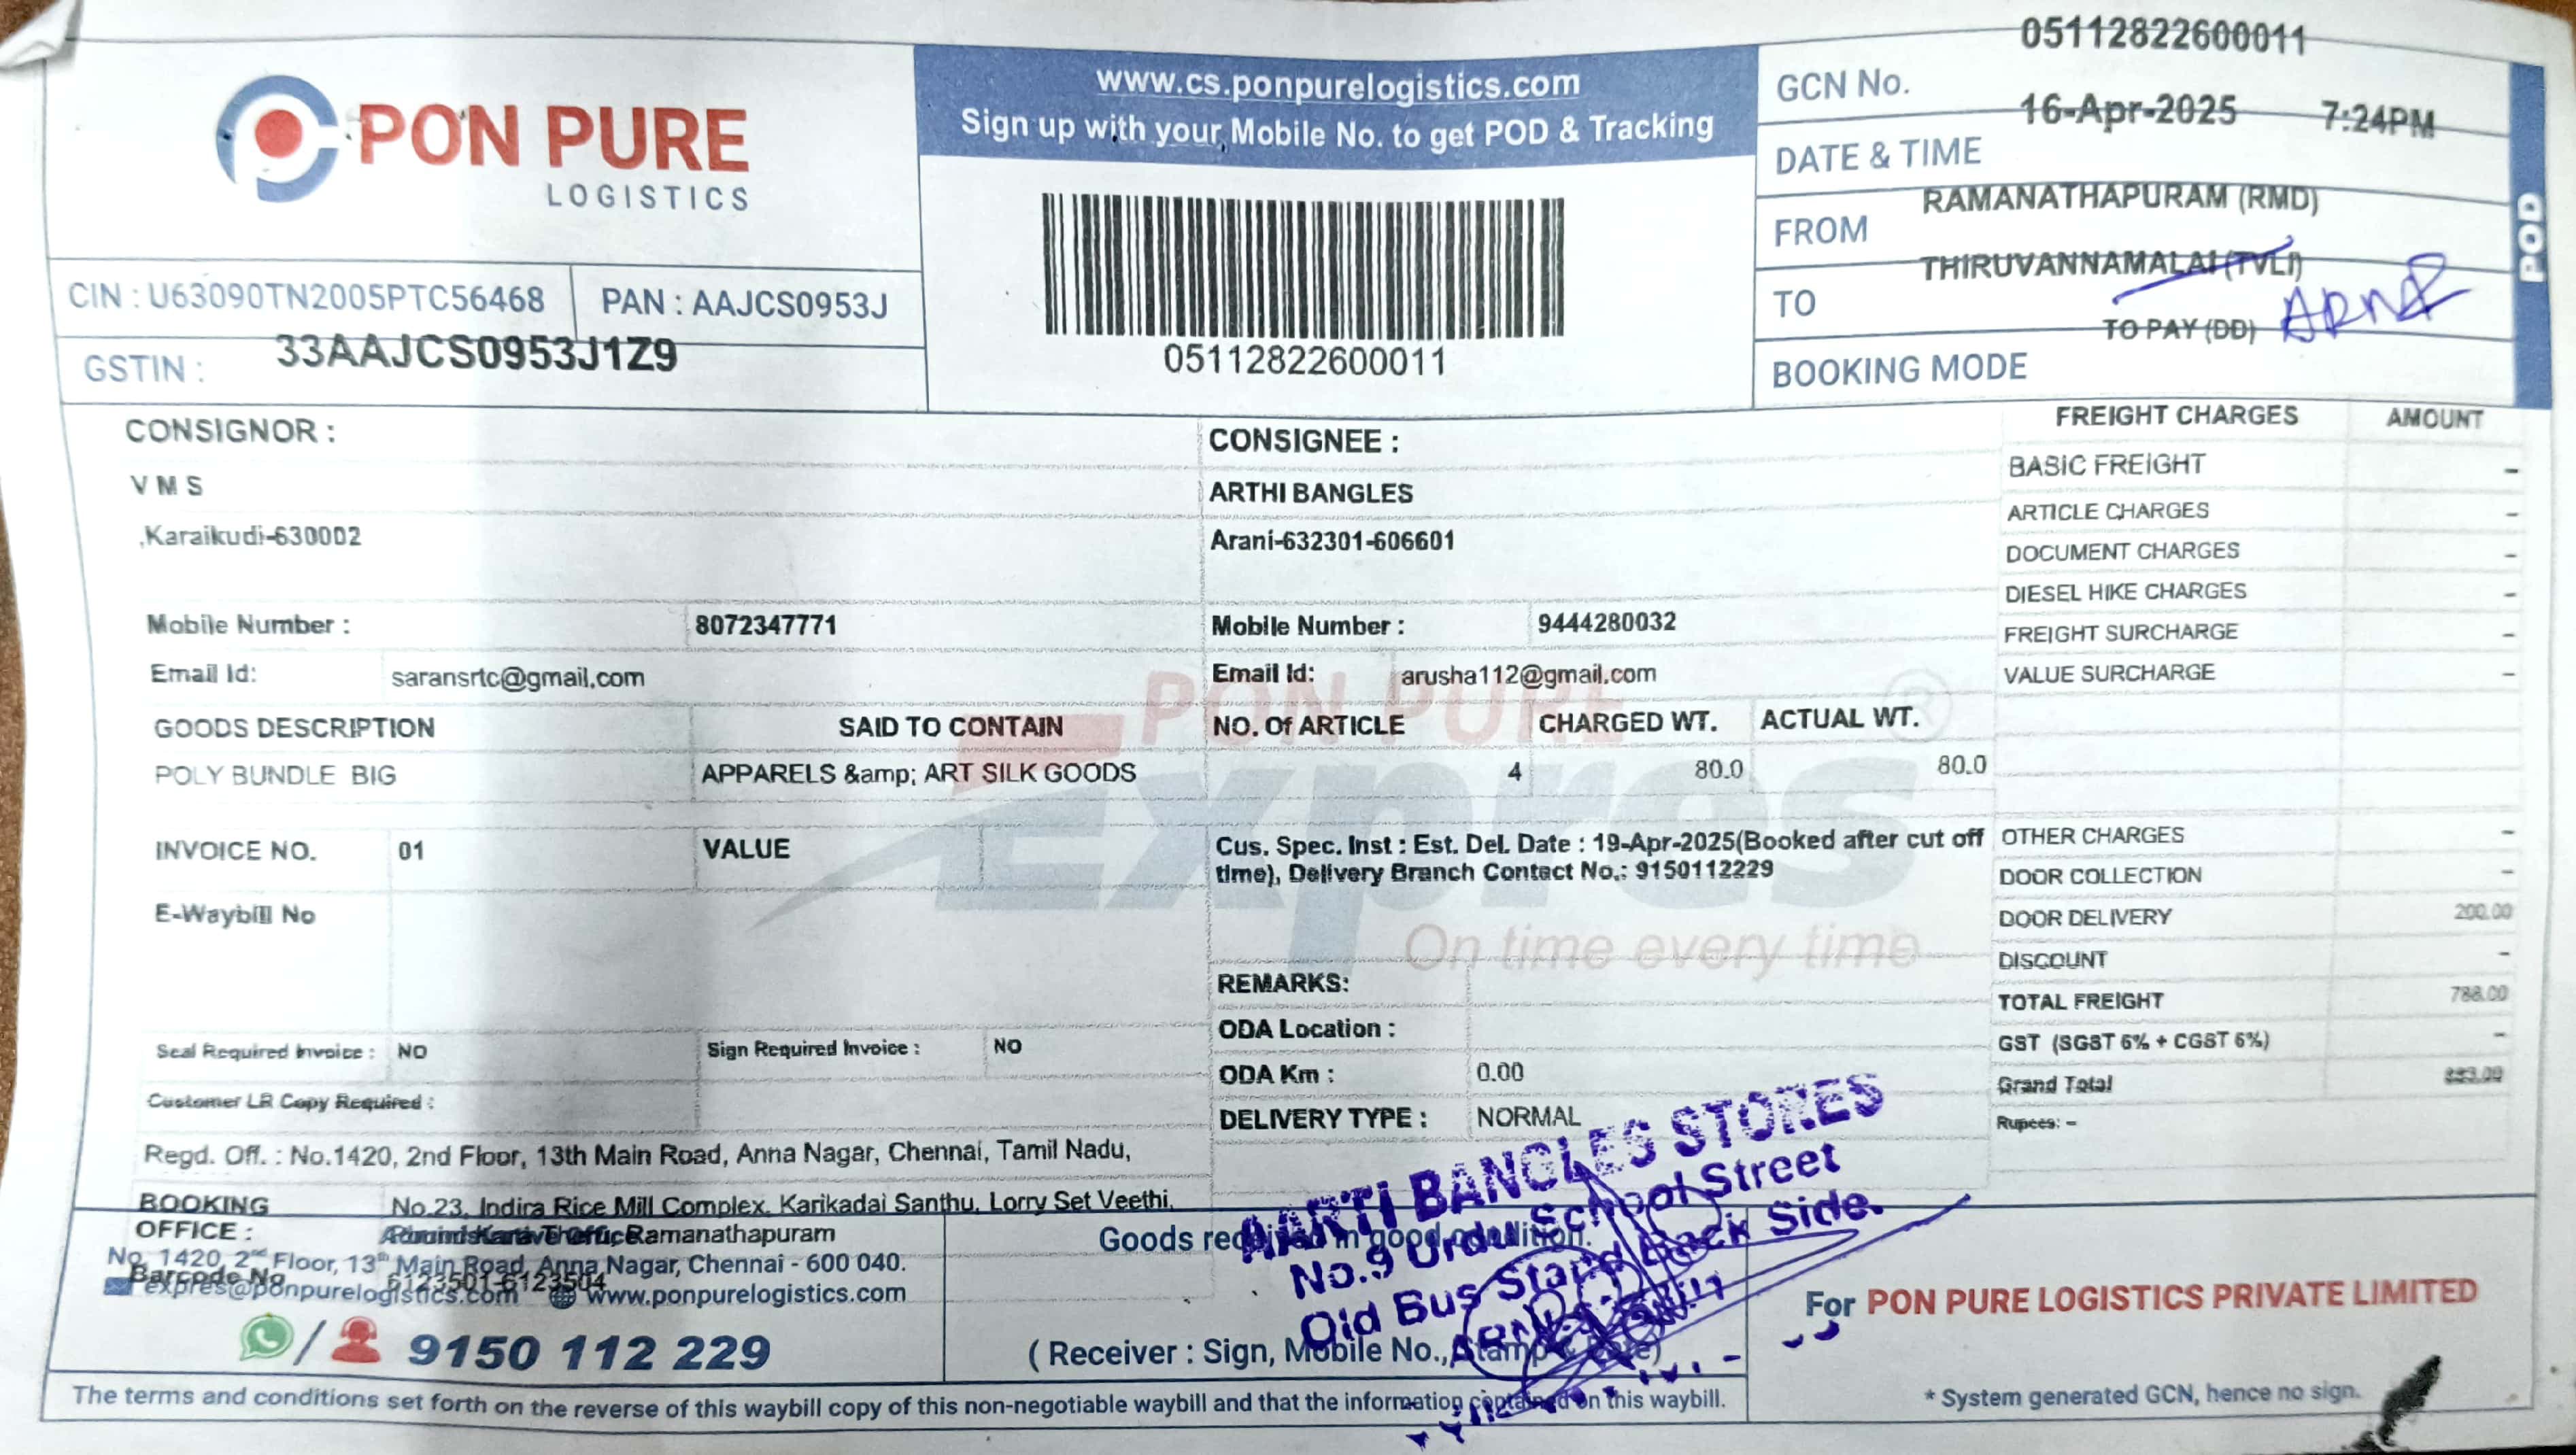 05112822600011
PON PURE
LOGISTICS
www.cs.ponpurelogistics.com
Sign up with your Mobile No. to get POD & Tracking
GCN No.
16-Apr-2025 7:24PM
DATE & TIME
RAMANATHAPURAM (RMD)
FROM
THIRUVANNAMALAI (TVLI)
TO
TO PAY (DD)
BOOKING MODE
POD
CIN : U63090TN2005PTC56468
PAN : AAJCS0953J
GSTIN : 33AAJCS0953J1Z9
05112822600011
CONSIGNOR :
V M S
,Karaikudi-630002
Mobile Number : 8072347771
Email Id: saransrtc@gmail.com
CONSIGNEE :
ARTHI BANGLES
Arani-632301-606601
Mobile Number : 9444280032
Email Id: arusha112@gmail.com
FREIGHT CHARGES AMOUNT
BASIC FREIGHT -
ARTICLE CHARGES -
DOCUMENT CHARGES -
DIESEL HIKE CHARGES -
FREIGHT SURCHARGE -
VALUE SURCHARGE -
GOODS DESCRIPTION SAID TO CONTAIN NO. Of ARTICLE CHARGED WT. ACTUAL WT.
POLY BUNDLE BIG APPARELS &amp; ART SILK GOODS 4 80.0 80.0
PON PURE
Expres
On time every time
INVOICE NO. 01 VALUE
E-Waybill No
Cus. Spec. Inst : Est. Del. Date : 19-Apr-2025(Booked after cut off
time), Delivery Branch Contact No.: 9150112229
OTHER CHARGES -
DOOR COLLECTION -
DOOR DELIVERY 200.00
DISCOUNT -
TOTAL FREIGHT 788.00
GST (SGST 6% + CGST 6%) -
Grand Total
Rupees: -
REMARKS:
ODA Location :
ODA Km : 0.00
DELIVERY TYPE : NORMAL
Seal Required Invoice : NO Sign Required Invoice : NO
Customer LR Copy Required :
Regd. Off. : No.1420, 2nd Floor, 13th Main Road, Anna Nagar, Chennai, Tamil Nadu,
BOOKING
OFFICE :
No.23, Indira Rice Mill Complex, Karikadai Santhu, Lorry Set Veethi,
Ramanathapuram
No. 1420, 2nd Floor, 13th Main Road, Anna Nagar, Chennai - 600 040.
Barcode No 6123501-6123504
expres@ponpurelogistics.com www.ponpurelogistics.com
9150 112 229
Goods received in good condition.
(Receiver : Sign, Mobile No., Stamp & Date)
AARTI BANGLES STORES
No.9 Urdu School Street
Old Bus Stand Back Side.
For PON PURE LOGISTICS PRIVATE LIMITED
* System generated GCN, hence no sign.
The terms and conditions set forth on the reverse of this waybill copy of this non-negotiable waybill and that the information contained on this waybill.